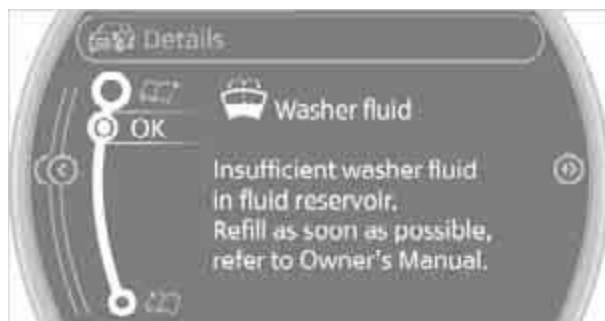 Details
OK
Washer fluid
Insufficient washer fluid
in fluid reservoir.
Refill as soon as possible,
refer to Owner's Manual.